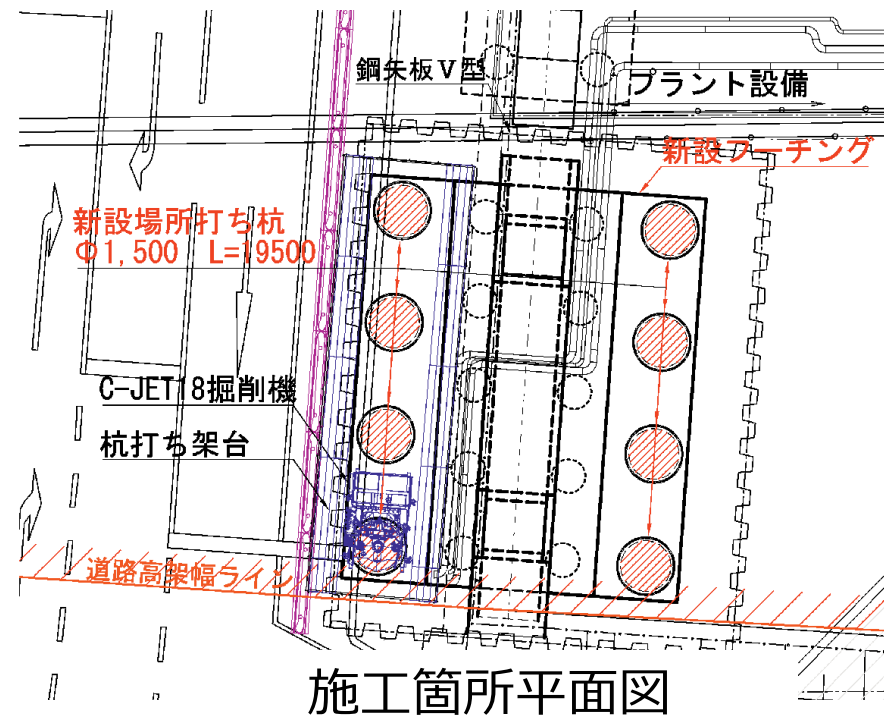 鋼矢板Ⅴ型
プラント設備
新設フーチング
新設場所打ち杭
Φ1,500 L=19500
C-JET18掘削機
杭打ち架台
道路高架幅ライン
施工箇所平面図